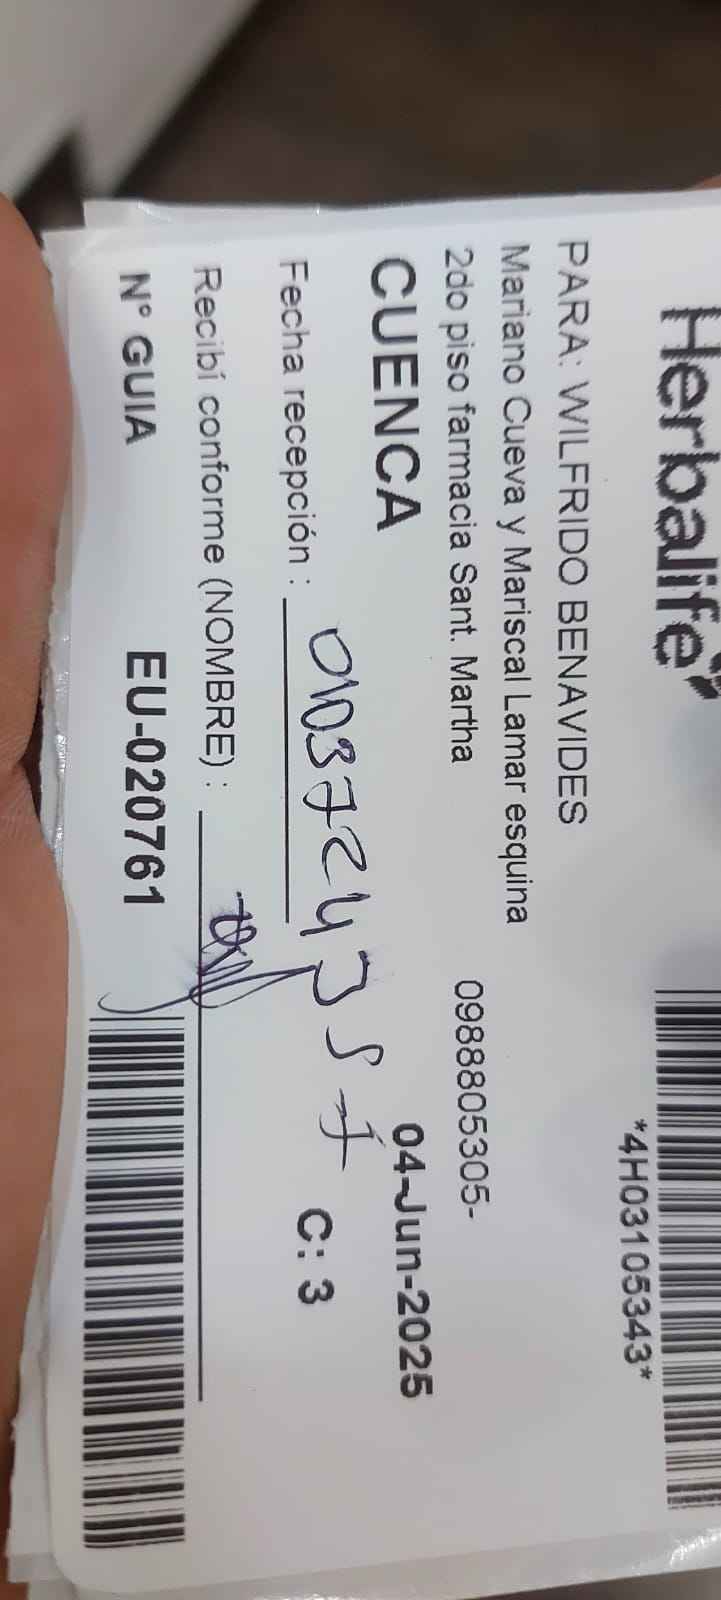 Herbalife
*4H03105343*
PARA: WILFRIDO BENAVIDES
Mariano Cueva y Mariscal Lamar esquina
2do piso farmacia Sant. Martha 0988805305-
CUENCA 04-Jun-2025
Fecha recepción : 0103724357 C: 3
Recibí conforme (NOMBRE) :
Nº GUIA EU-020761